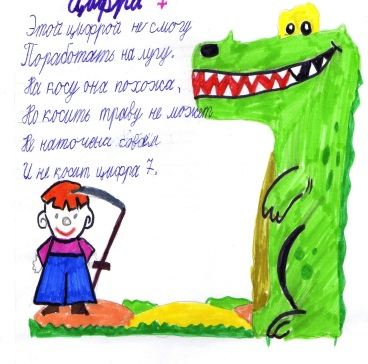 Цифра 7
Этой цифрой не смогу
Поработать на лугу.
На косу она похожа,
Но косить траву не может
Не наточена совсем
И не косит цифра 7.